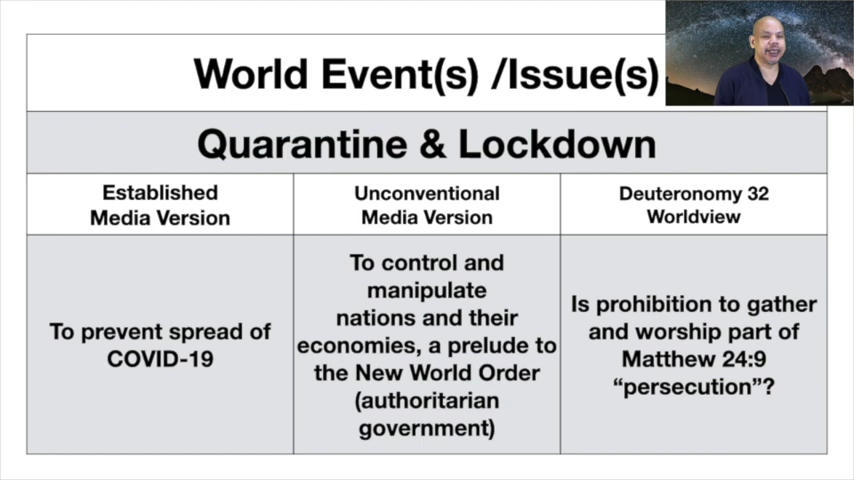 World Event(s) /Issue(s)
Quarantine & Lockdown
Established
Media Version
Unconventional
Media Version
Deuteronomy 32
Worldview
To prevent spread of
COVID-19
To control and
manipulate
nations and their
economies, a prelude to
the New World Order
(authoritarian
government)
Is prohibition to gather
and worship part of
Matthew 24:9
“persecution”?